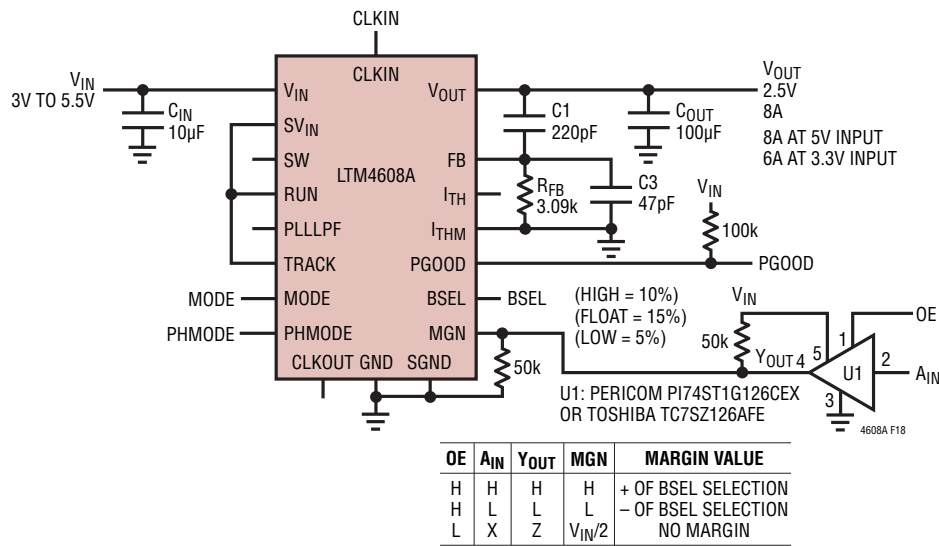 CLKIN
V_IN
3V TO 5.5V
C_IN
10µF
CLKIN
V_IN
SV_IN
SW
RUN
PLLLPF
TRACK
MODE
MODE
PHMODE
PHMODE
LTM4608A
V_OUT
FB
I_TH
I_THM
PGOOD
BSEL
MGN
CLKOUT GND SGND
C1
220pF
C_OUT
100µF
V_OUT
2.5V
8A
8A AT 5V INPUT
6A AT 3.3V INPUT
R_FB
3.09k
C3
47pF
V_IN
100k
PGOOD
BSEL
(HIGH = 10%)
(FLOAT = 15%)
(LOW = 5%)
50k
V_IN
50k
Y_OUT 4
5
1
2
3
U1
OE
A_IN
U1: PERICOM PI74ST1G126CEX
OR TOSHIBA TC7SZ126AFE
4608A F18
OE A_IN Y_OUT MGN MARGIN VALUE
H H H H + OF BSEL SELECTION
H L L L – OF BSEL SELECTION
L X Z V_IN/2 NO MARGIN